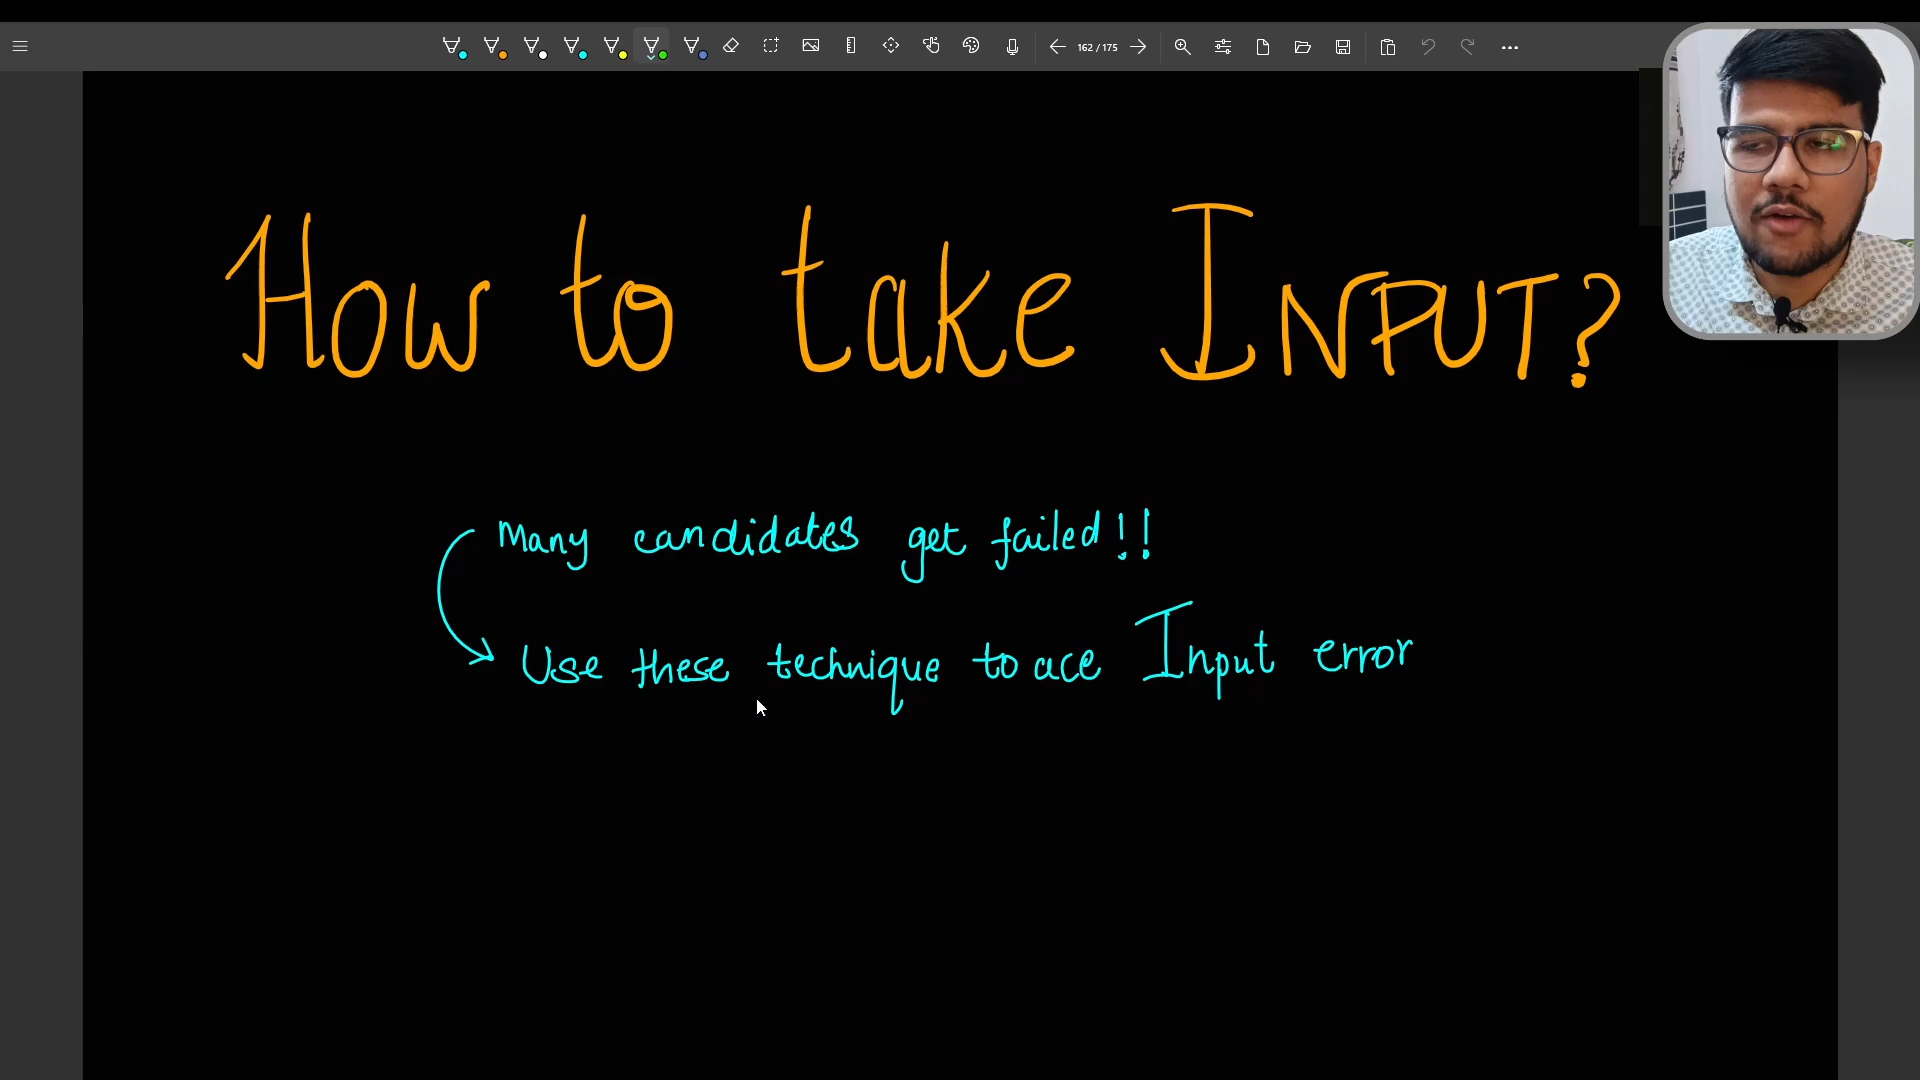 162 / 175
How to take INPUT?
Many candidates get failed!!
Use these technique to ace Input error